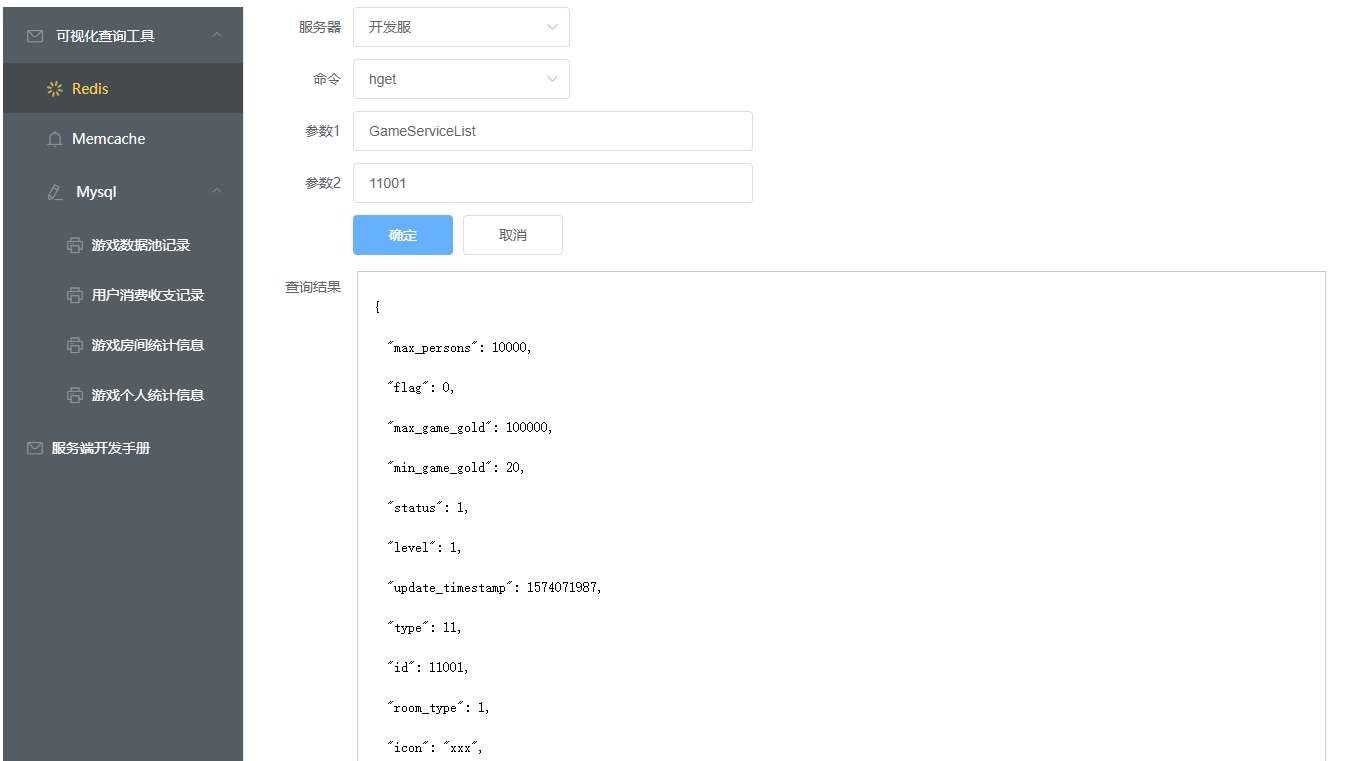 可视化查询工具
Redis
Memcache
Mysql
游戏数据池记录
用户消费收支记录
游戏房间统计信息
游戏个人统计信息
服务端开发手册
服务器 开发服
命令 hget
参数1 GameServiceList
参数2 11001
确定 取消
查询结果
{
"max_persons": 10000,
"flag": 0,
"max_game_gold": 100000,
"min_game_gold": 20,
"status": 1,
"level": 1,
"update_timestamp": 1574071987,
"type": 11,
"id": 11001,
"room_type": 1,
"icon": "xxx",